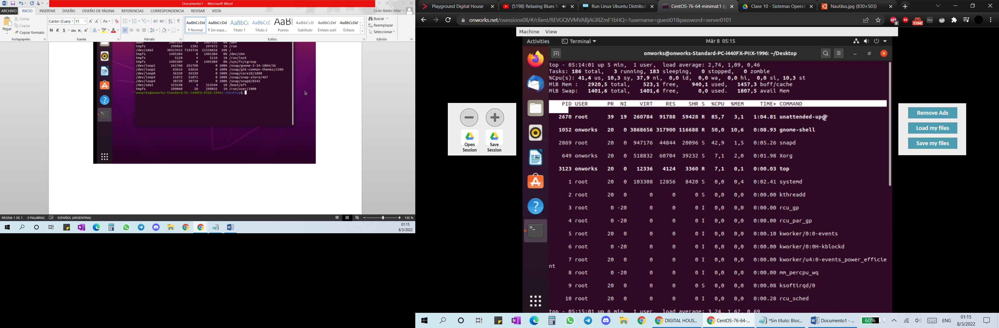 Documento1 - Microsoft Word
ARCHIVO INICIO INSERTAR DISEÑO DISEÑO DE PÁGINA REFERENCIAS CORRESPONDENCIA REVISAR VISTA Licán Baldo Aller
Pegar
Cortar
Copiar
Copiar formato
Calibri (Cuerp 11
N K S abc x₂ x²
AaBbCcDd AaBbCcDd AaBbCc AaBbCcD AaBl AaBbCcD AaBbCcDd AaBbCcDd
¶ Normal ¶ Sin espa... Título 1 Título 2 Puesto Subtítulo Énfasis sutil Énfasis
Buscar
Reemplazar
Seleccionar
Portapapeles Fuente Párrafo Estilos Edición
udev 1467132 0 1467132 0% /dev
tmpfs 299064 1392 297672 1% /run
/dev/sda5 30313412 7193716 21556816 26% /
tmpfs 1495304 0 1495304 0% /dev/shm
tmpfs 5120 4 5116 1% /run/lock
tmpfs 1495304 0 1495304 0% /sys/fs/cgroup
/dev/loop1 261760 261760 0 100% /snap/gnome-3-34-1804/36
/dev/loop2 63616 63616 0 100% /snap/gtk-common-themes/1506
/dev/loop0 56320 56320 0 100% /snap/core18/1880
/dev/loop3 51072 51072 0 100% /snap/snap-store/467
/dev/loop4 30720 30720 0 100% /snap/snapd/8542
/dev/sda1 523248 4 523244 1% /boot/efi
tmpfs 299060 28 299032 1% /run/user/1000
onworks@onworks-Standard-PC-i440FX-PIIX-1996:~/Desktop$
PÁGINA 1 DE 1 0 PALABRAS ESPAÑOL (ARGENTINA) 130 %
01:15
8/3/2022
Playground Digital House (5198) Relaxing Blues M Run Linux Ubuntu Distribut CentOS-76-64-minimal:1 (g Clase 10 - Sistemas Operati Nautilus.jpg (830×503)
onworks.net/osessionx08/#/client/REVGQVVMVABjAGRlZmF1bHQ=?username=guest01&password=server0101
ABP 8 M 11945 flow
Machine View
Activities Terminal Mär 8 05:15
onworks@onworks-Standard-PC-i440FX-PIIX-1996: ~/Desktop
top - 05:14:01 up 5 min, 1 user, load average: 2,74, 1,09, 0,46
Tasks: 186 total, 3 running, 183 sleeping, 0 stopped, 0 zombie
%Cpu(s): 41,4 us, 10,3 sy, 37,9 ni, 0,0 id, 0,0 wa, 0,0 hi, 0,0 si, 10,3 st
MiB Mem : 2920,5 total, 523,1 free, 940,1 used, 1457,3 buff/cache
MiB Swap: 1401,6 total, 1401,6 free, 0,0 used. 1807,5 avail Mem
PID USER PR NI VIRT RES SHR S %CPU %MEM TIME+ COMMAND
2670 root 39 19 260784 91788 59428 R 85,7 3,1 1:04.81 unattended-upgr
1052 onworks 20 0 3868656 317900 116688 R 50,0 10,6 0:08.93 gnome-shell
2869 root 20 0 947176 44844 20096 S 42,9 1,5 0:05.26 snapd
649 onworks 20 0 518832 60704 39232 S 7,1 2,0 0:01.98 Xorg
3123 onworks 20 0 12336 4124 3360 R 7,1 0,1 0:00.03 top
1 root 20 0 103308 12856 8420 S 0,0 0,4 0:02.41 systemd
2 root 20 0 0 0 0 S 0,0 0,0 0:00.00 kthreadd
3 root 0 -20 0 0 0 I 0,0 0,0 0:00.00 rcu_gp
4 root 0 -20 0 0 0 I 0,0 0,0 0:00.00 rcu_par_gp
5 root 20 0 0 0 0 I 0,0 0,0 0:00.10 kworker/0:0-events
6 root 0 -20 0 0 0 I 0,0 0,0 0:00.00 kworker/0:0H-kblockd
7 root 20 0 0 0 0 I 0,0 0,0 0:00.00 kworker/u4:0-events_power_efficie
nt
8 root 0 -20 0 0 0 I 0,0 0,0 0:00.00 mm_percpu_wq
9 root 20 0 0 0 0 S 0,0 0,0 0:00.08 ksoftirqd/0
10 root 20 0 0 0 0 I 0,0 0,0 0:00.28 rcu_sched
top - 05:15:01 up 6 min, 1 user, load average: 3,24, 1,62, 0,69
Open Session
Save Session
Remove Ads
Load my files
Save my files
DIGITAL HOUS... CentOS-76-64-... *Sin título: Bloc... Documento1 - ... 60% ENG
01:15
8/3/2022